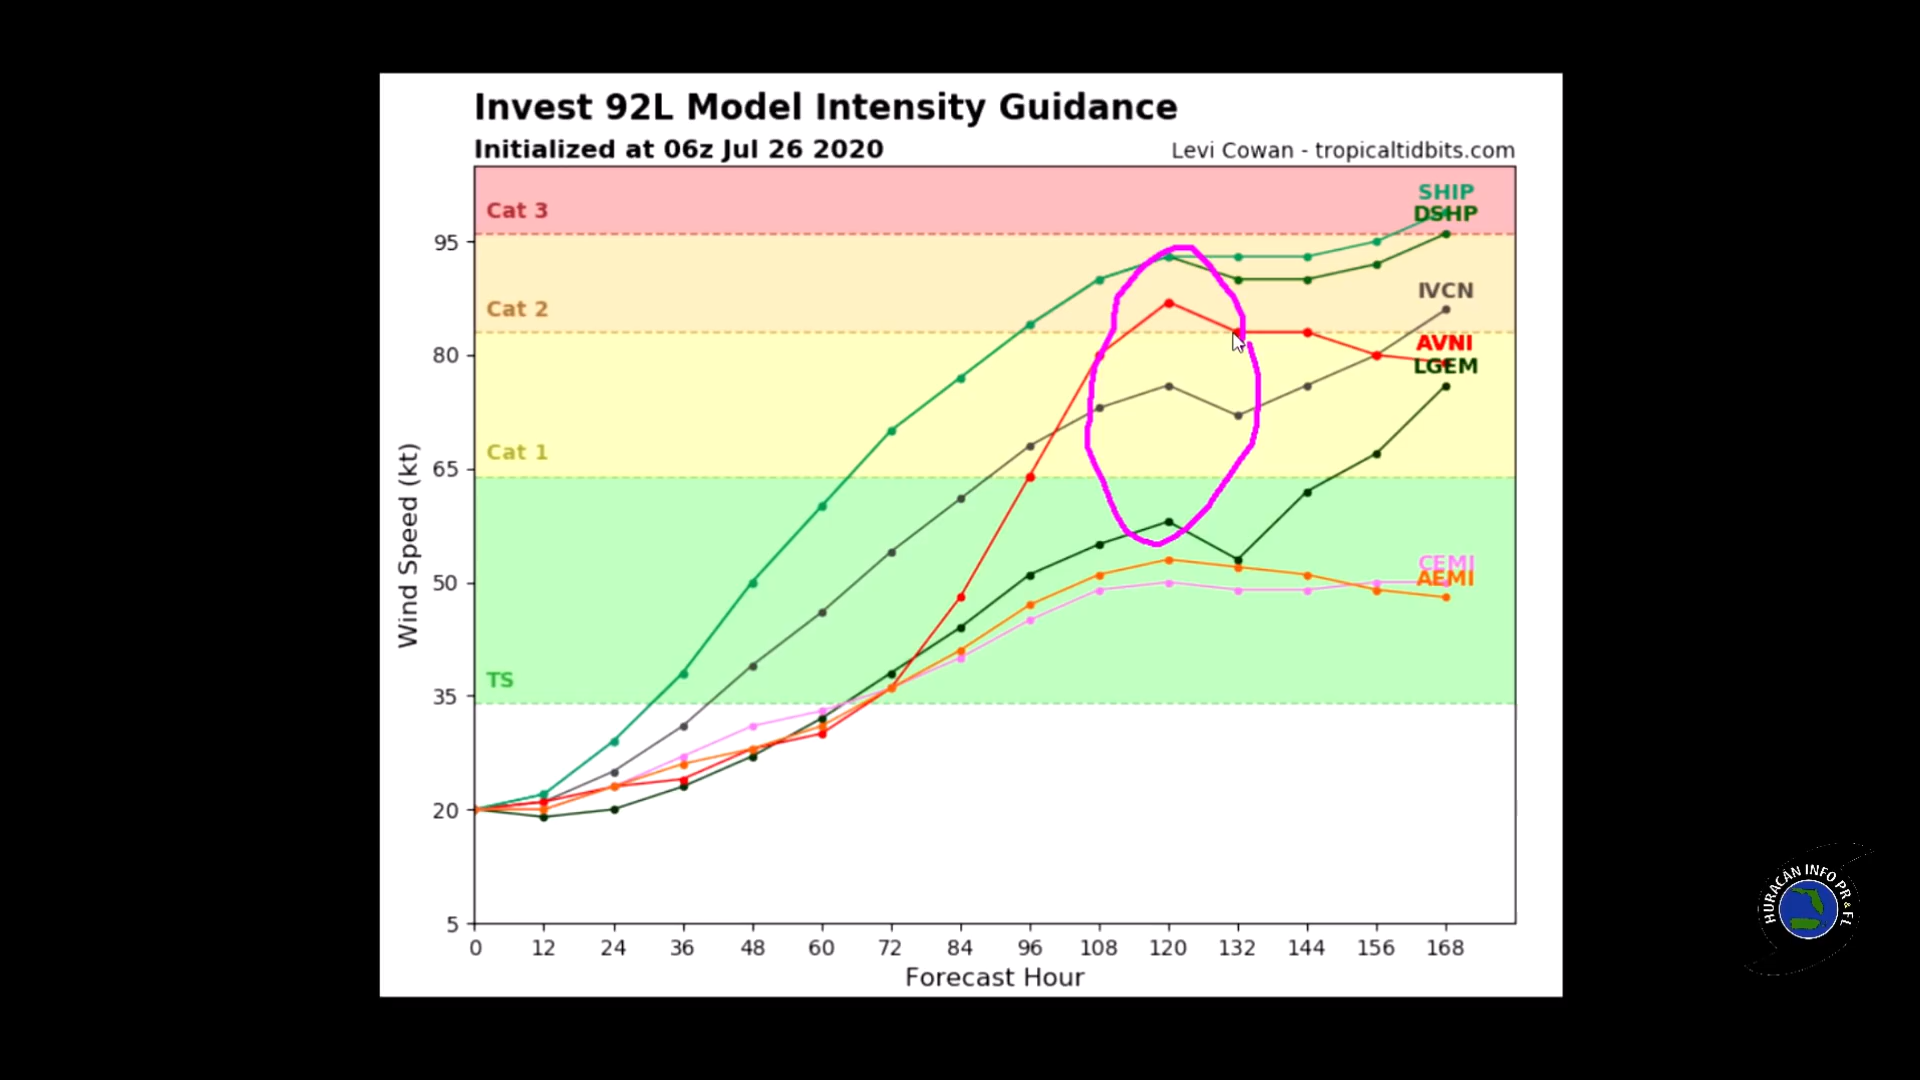 Invest 92L Model Intensity Guidance
Initialized at 06z Jul 26 2020
Levi Cowan - tropicaltidbits.com
SHIP
Cat 3
DSHP
95
IVCN
Cat 2
AVNI
80
LGEM
Cat 1
65
CEMI
50
AEMI
TS
35
20
5
Wind Speed (kt)
0 12 24 36 48 60 72 84 96 108 120 132 144 156 168
Forecast Hour
HURACÁN INFO PR & FL